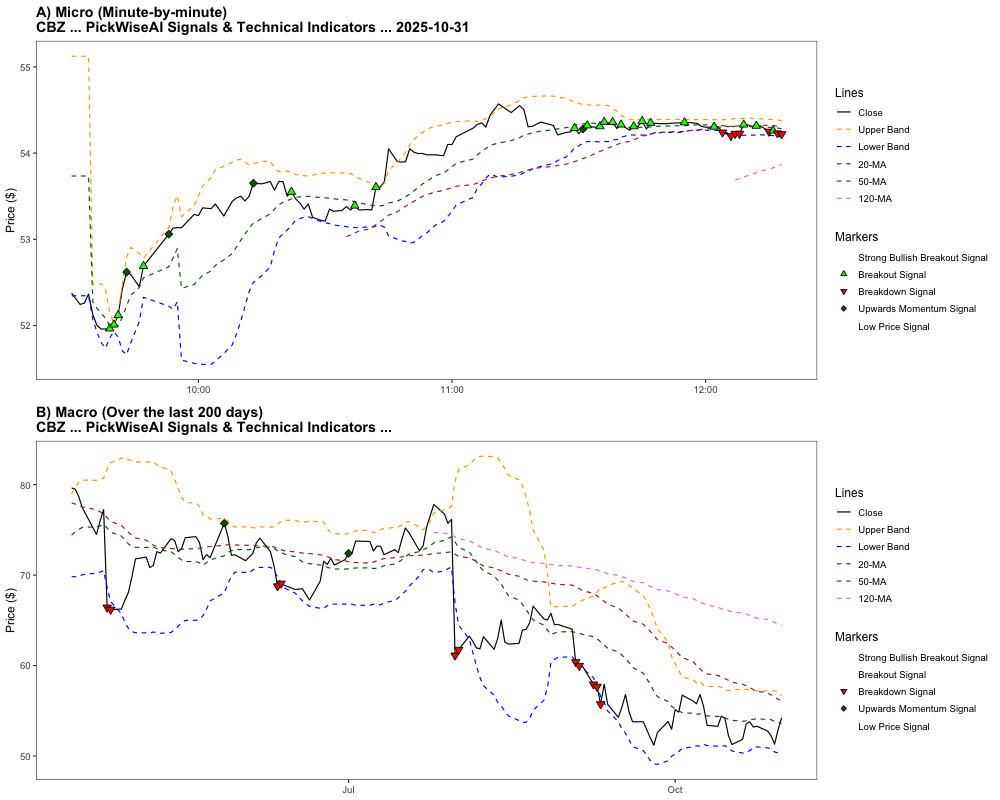 A) Micro (Minute-by-minute)
CBZ ... PickWiseAI Signals & Technical Indicators ... 2025-10-31
Price ($)
55
54
53
52
10:00
11:00
12:00
Lines
Close
Upper Band
Lower Band
20-MA
50-MA
120-MA
Markers
Strong Bullish Breakout Signal
Breakout Signal
Breakdown Signal
Upwards Momentum Signal
Low Price Signal
B) Macro (Over the last 200 days)
CBZ ... PickWiseAI Signals & Technical Indicators ...
Price ($)
80
70
60
50
Jul
Oct
Lines
Close
Upper Band
Lower Band
20-MA
50-MA
120-MA
Markers
Strong Bullish Breakout Signal
Breakout Signal
Breakdown Signal
Upwards Momentum Signal
Low Price Signal